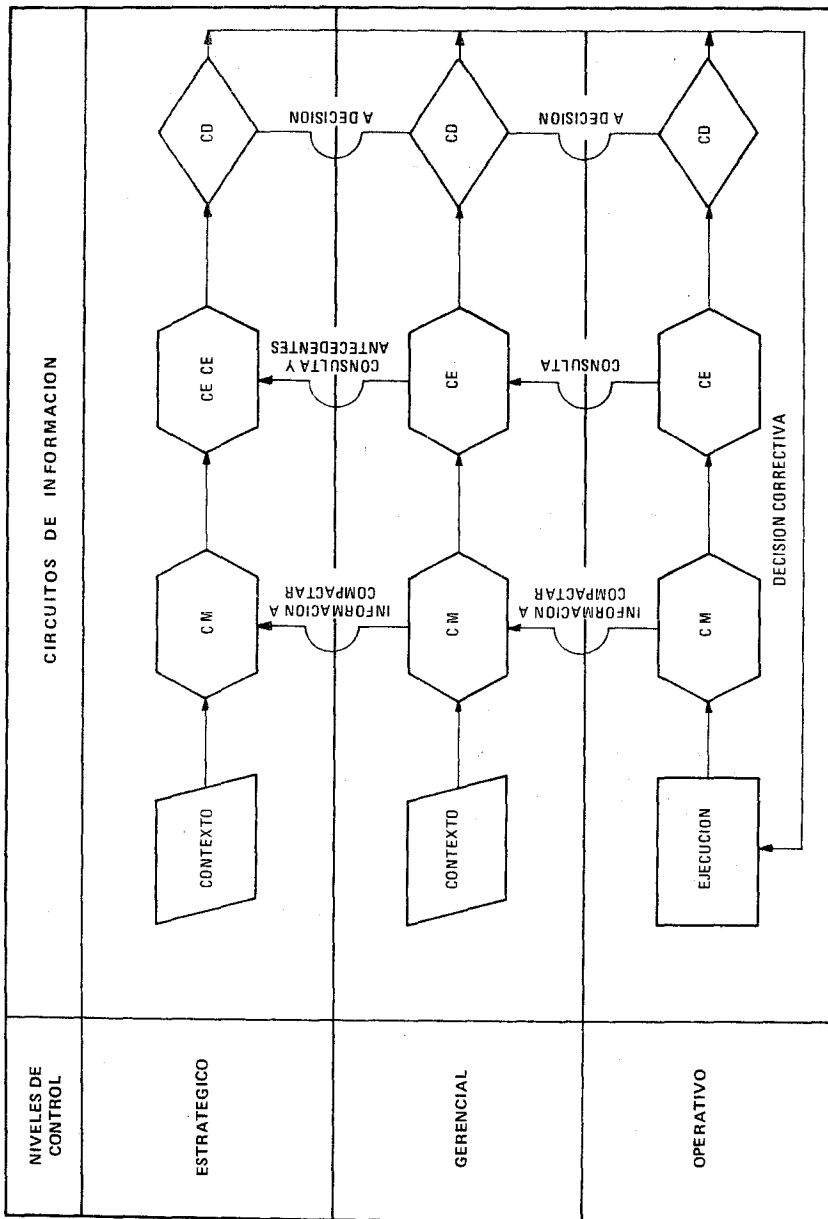 NIVELES DE
CONTROL
CIRCUITOS DE INFORMACION
ESTRATEGICO
CONTEXTO
CM
CE CE
CD
INFORMACION A
COMPACTAR
CONSULTA Y
ANTECEDENTES
A DECISION
GERENCIAL
CONTEXTO
CM
CE
CD
INFORMACION A
COMPACTAR
CONSULTA
A DECISION
OPERATIVO
EJECUCION
CM
CE
CD
DECISION CORRECTIVA